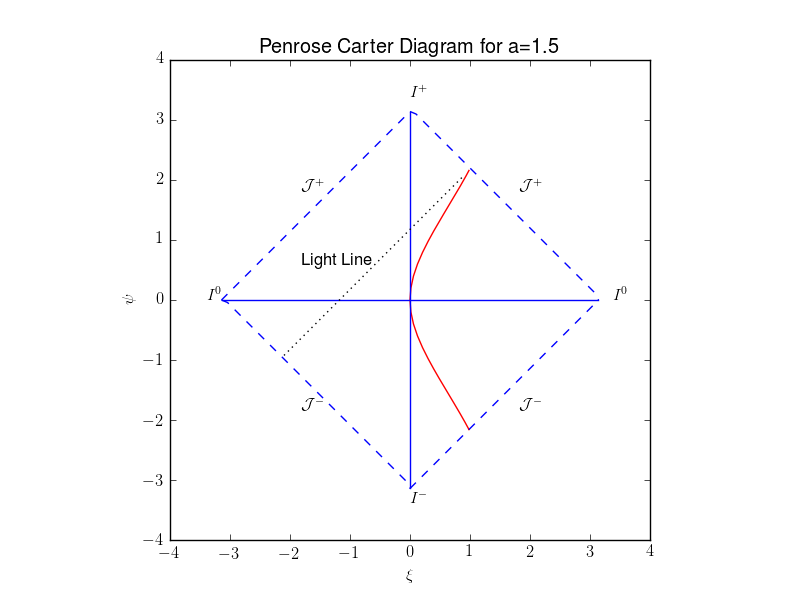 Penrose Carter Diagram for a=1.5
4
I⁺
3
2
𝒥⁺
𝒥⁺
1
Light Line
ψ
0
I⁰
I⁰
−1
𝒥⁻
𝒥⁻
−2
−3
I⁻
−4
−4 −3 −2 −1 0 1 2 3 4
ξ